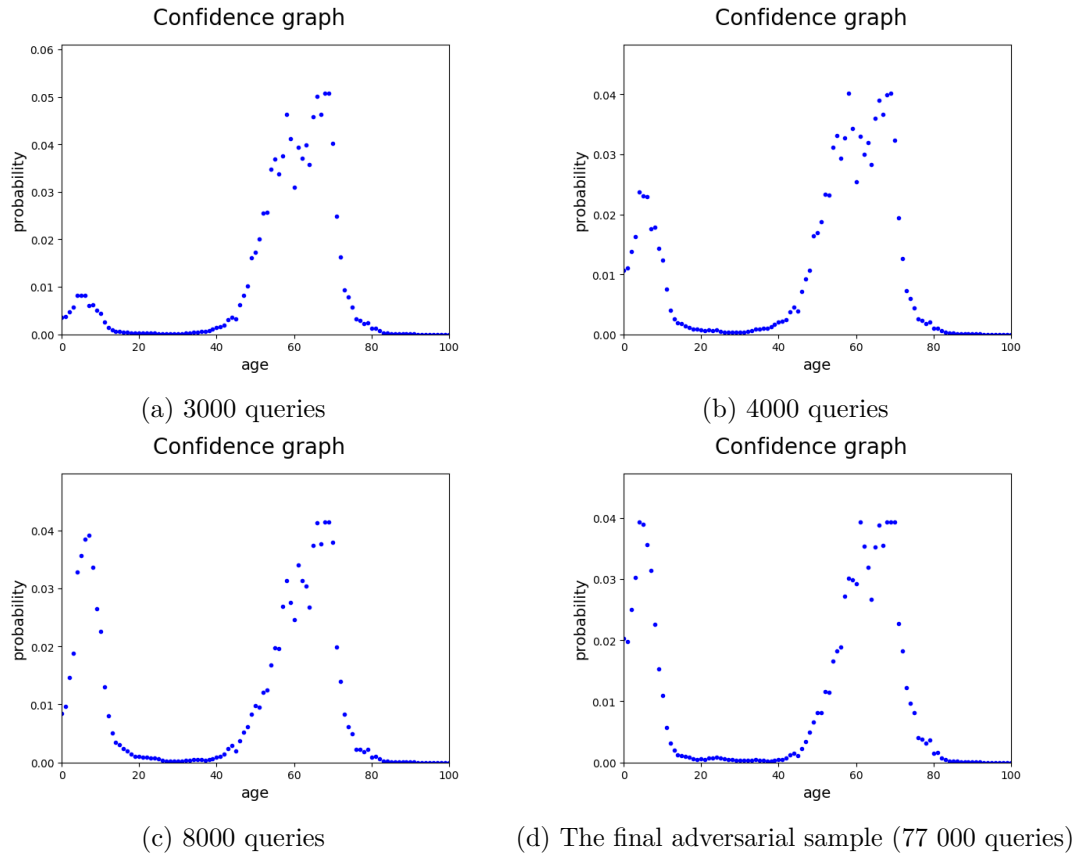 Confidence graph
0.06
0.05
0.04
0.03
0.02
0.01
0.00
probability
0 20 40 60 80 100
age
(a) 3000 queries
Confidence graph
0.04
0.03
0.02
0.01
0.00
probability
0 20 40 60 80 100
age
(b) 4000 queries
Confidence graph
0.04
0.03
0.02
0.01
0.00
probability
0 20 40 60 80 100
age
(c) 8000 queries
Confidence graph
0.04
0.03
0.02
0.01
0.00
probability
0 20 40 60 80 100
age
(d) The final adversarial sample (77 000 queries)